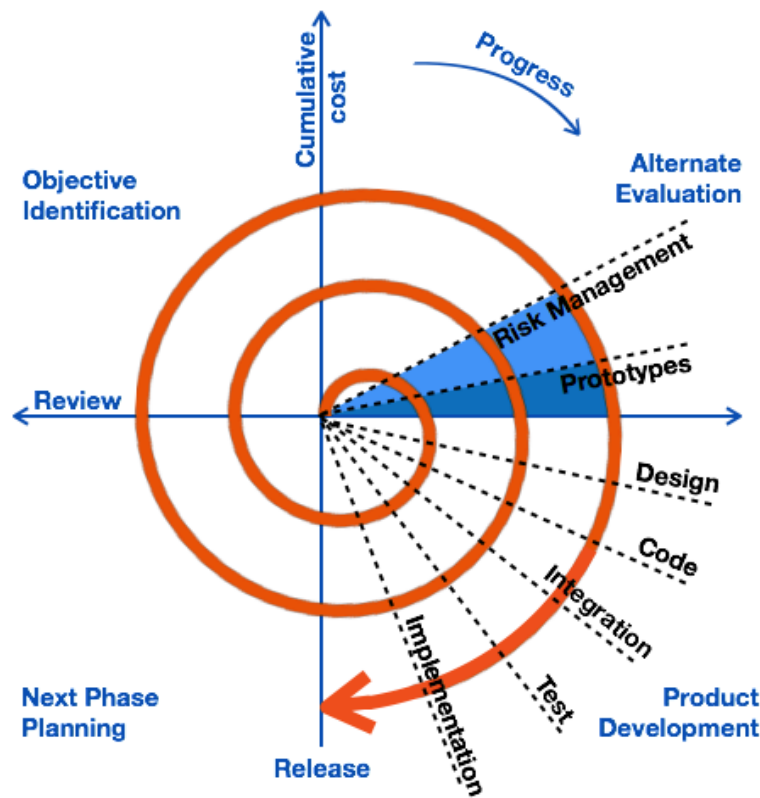 Cumulative
cost
Progress
Objective
Identification
Alternate
Evaluation
Risk Management
Prototypes
Review
Design
Code
Integration
Test
Implementation
Next Phase
Planning
Product
Development
Release